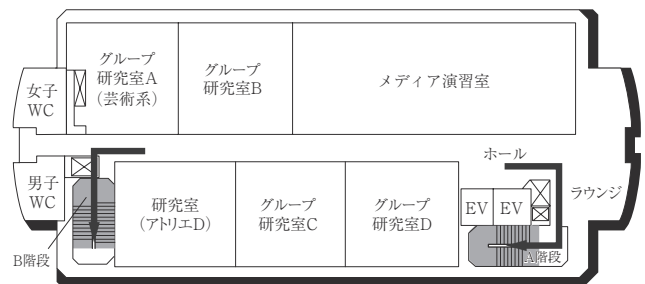 グループ
研究室A
(芸術系)
グループ
研究室B
メディア演習室
女子
WC
男子
WC
ホール
ラウンジ
研究室
(アトリエD)
グループ
研究室C
グループ
研究室D
EV
EV
A階段
B階段